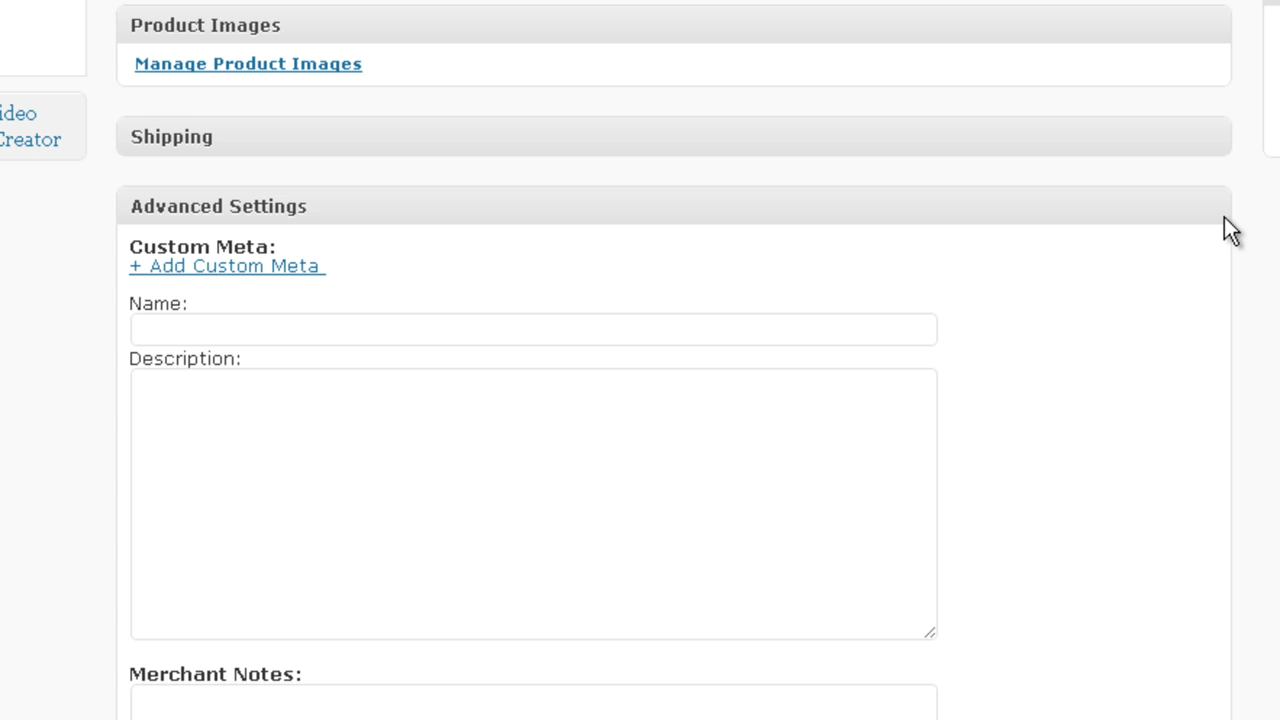 Product Images
Manage Product Images
ideo
Creator
Shipping
Advanced Settings
Custom Meta:
+ Add Custom Meta
Name:
Description:
Merchant Notes: